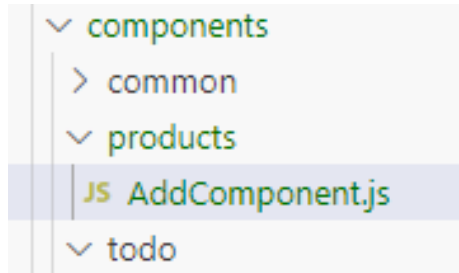 components
common
products
JS AddComponent.js
todo